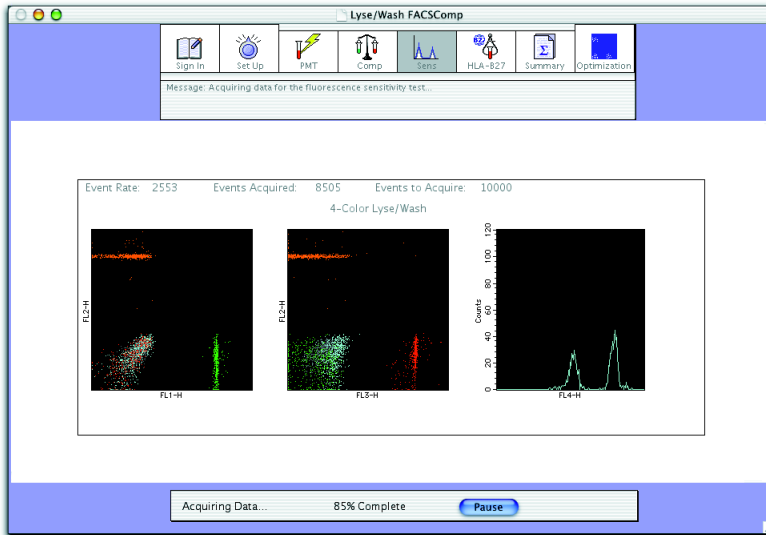 Lyse/Wash FACSComp
Sign In Set Up PMT Comp Sens HLA-B27 Summary Optimization
Message: Acquiring data for the fluorescence sensitivity test...
Event Rate: 2553 Events Acquired: 8505 Events to Acquire: 10000
4-Color Lyse/Wash
FL2-H
FL1-H
FL2-H
FL3-H
120
100
80
60
40
20
0
Counts
FL4-H
Acquiring Data... 85% Complete Pause